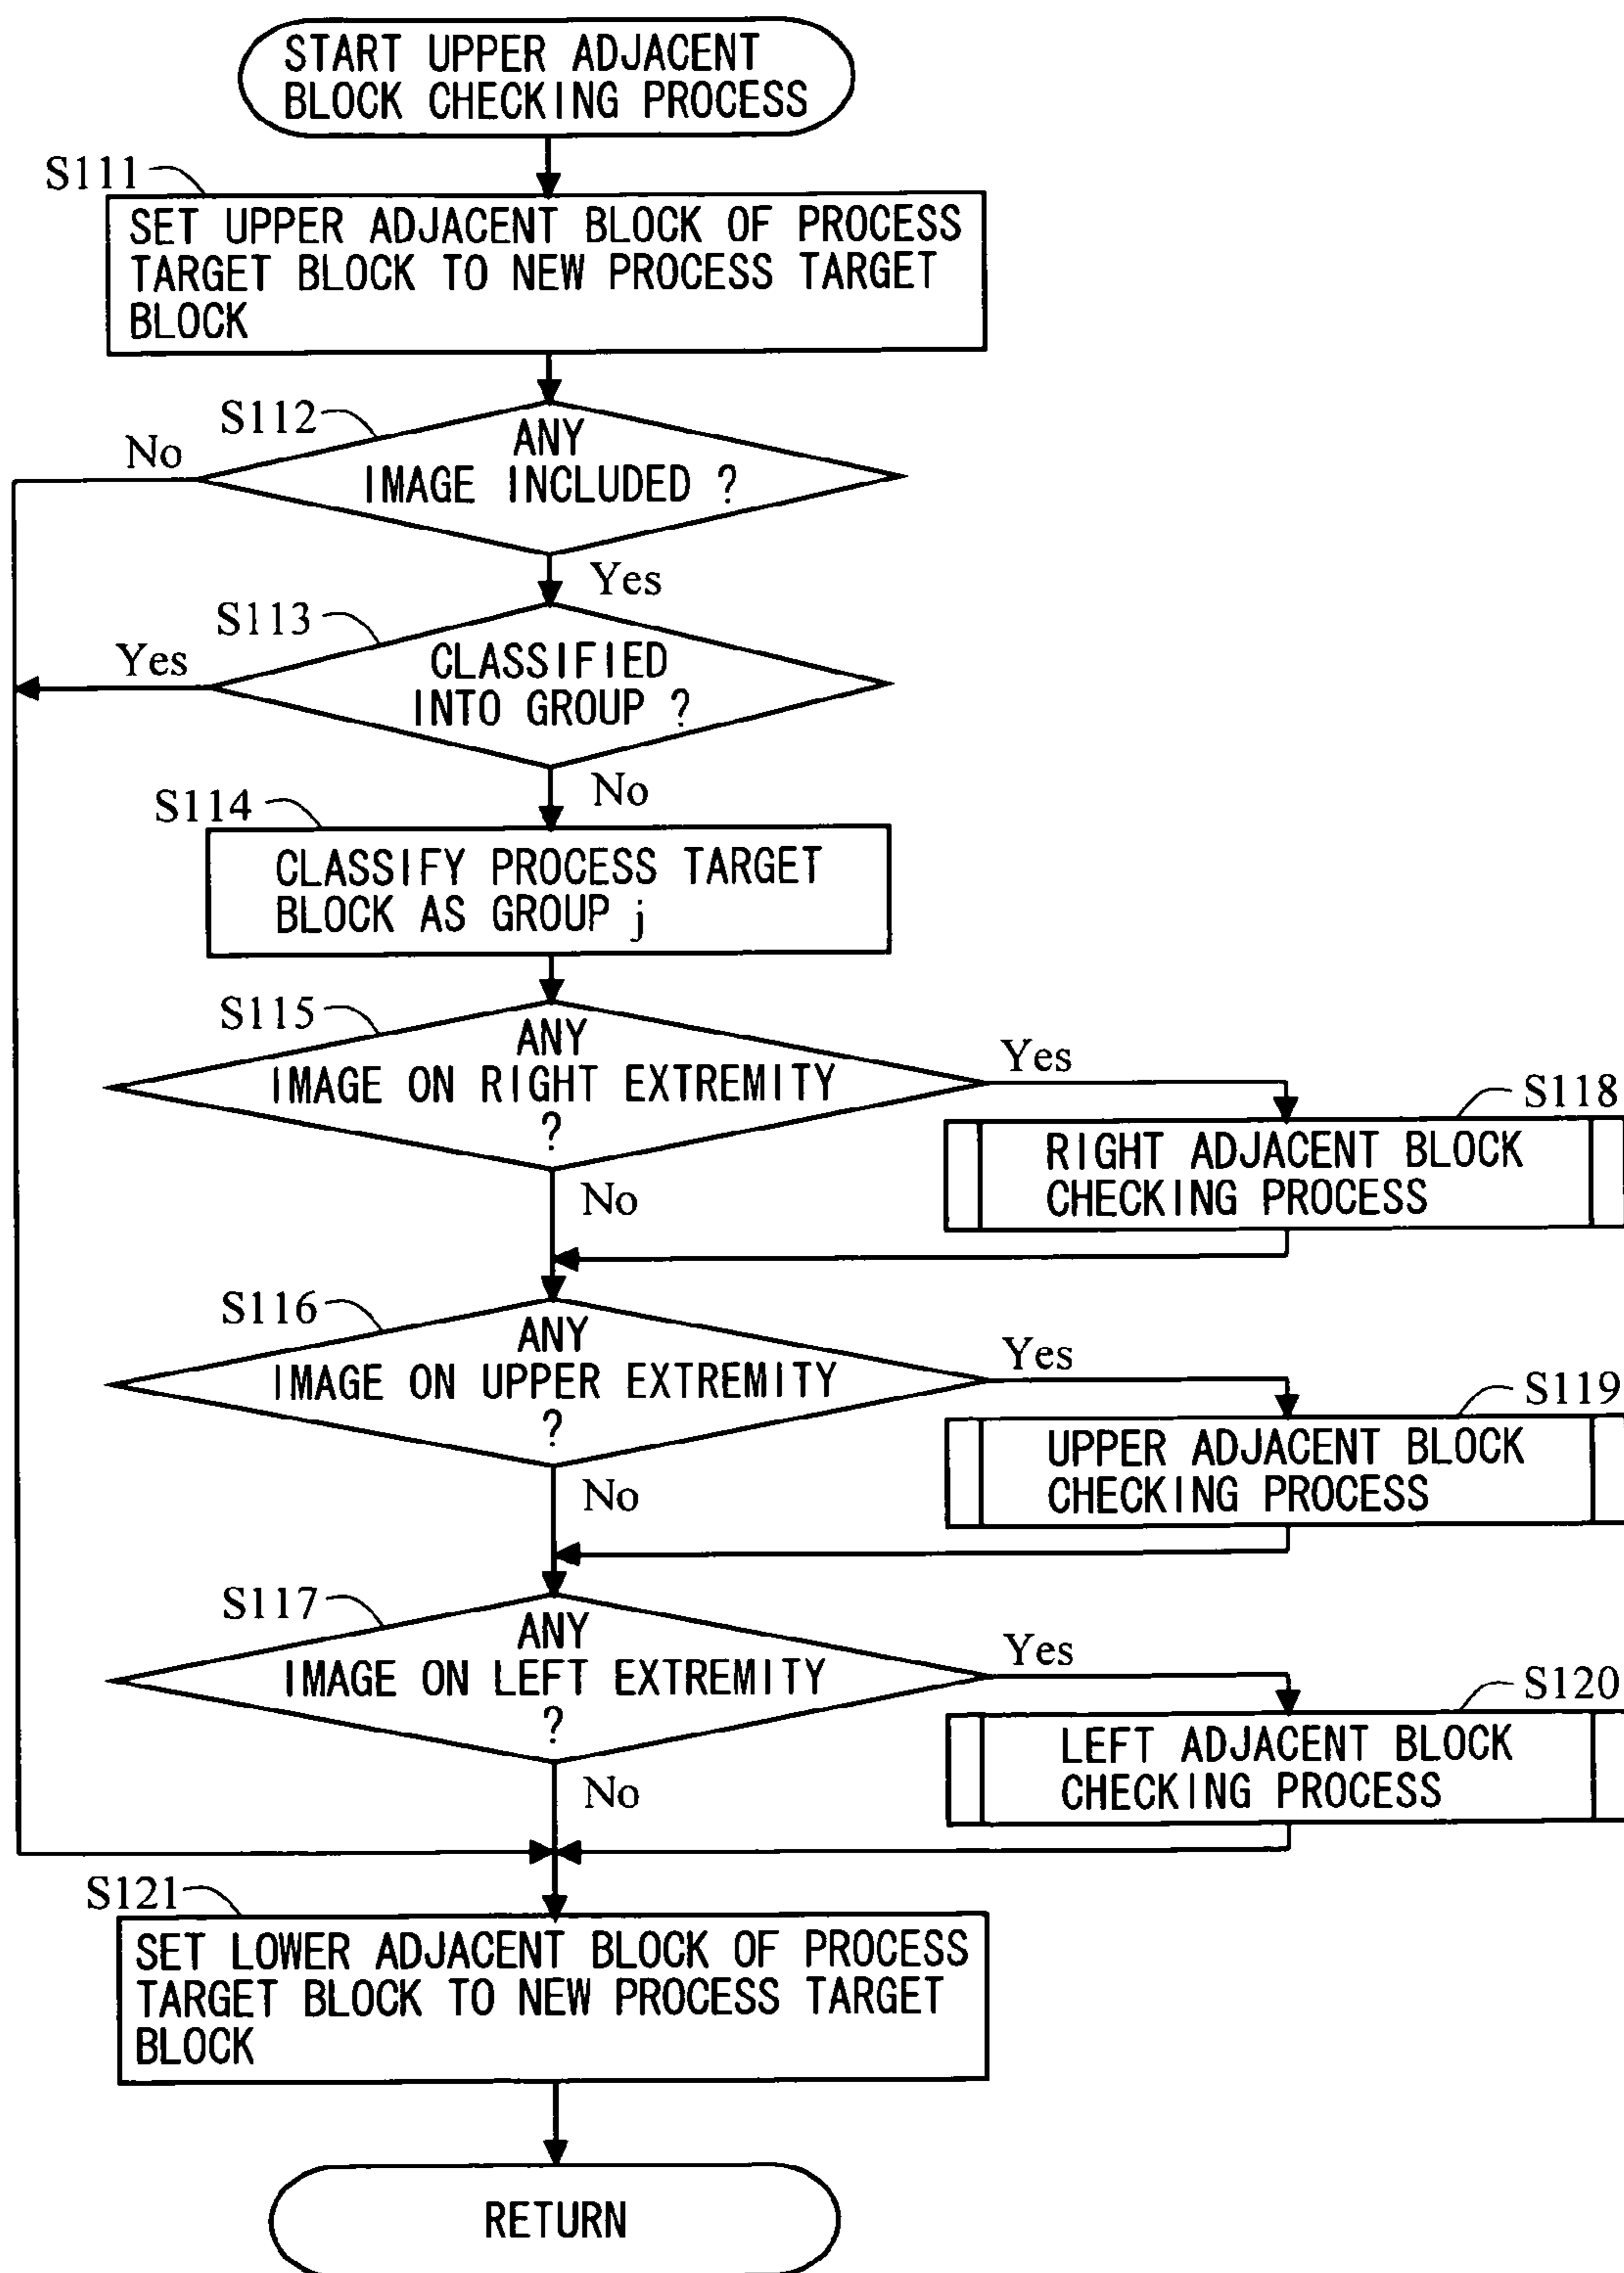 START UPPER ADJACENT
BLOCK CHECKING PROCESS
S111
SET UPPER ADJACENT BLOCK OF PROCESS
TARGET BLOCK TO NEW PROCESS TARGET
BLOCK
S112
No
ANY
IMAGE INCLUDED ?
Yes
S113
Yes
CLASSIFIED
INTO GROUP ?
No
S114
CLASSIFY PROCESS TARGET
BLOCK AS GROUP j
S115
ANY
IMAGE ON RIGHT EXTREMITY
?
Yes
No
S118
RIGHT ADJACENT BLOCK
CHECKING PROCESS
S116
ANY
IMAGE ON UPPER EXTREMITY
?
Yes
No
S119
UPPER ADJACENT BLOCK
CHECKING PROCESS
S117
ANY
IMAGE ON LEFT EXTREMITY
?
Yes
No
S120
LEFT ADJACENT BLOCK
CHECKING PROCESS
S121
SET LOWER ADJACENT BLOCK OF PROCESS
TARGET BLOCK TO NEW PROCESS TARGET
BLOCK
RETURN